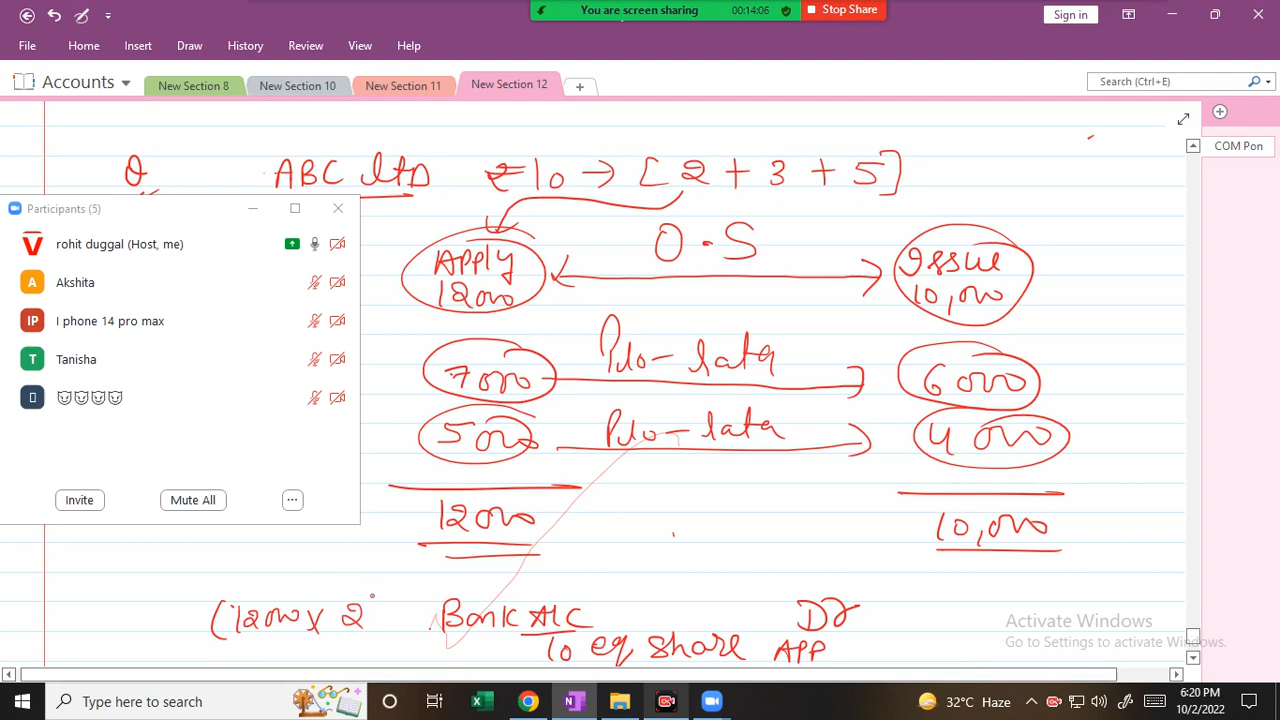 You are screen sharing 00:14:06 Stop Share
Sign in
File Home Insert Draw History Review View Help
Accounts New Section 8 New Section 10 New Section 11 New Section 12 + Search (Ctrl+E)
COM Pon
Q ABC ltd ₹10 → [2 + 3 + 5]
O.S
Apply Issue
12000 10,000
7000 Pro-rata 6000
5000 Pro-rata 4000
12000 10,000
(12000 x 2 Bank A/C Dr
To eq share APP
Participants (5)
rohit duggal (Host, me)
A Akshita
IP I phone 14 pro max
T Tanisha
Invite Mute All ...
Activate Windows
Go to Settings to activate Windows.
Type here to search
32°C Haze
6:20 PM
10/2/2022